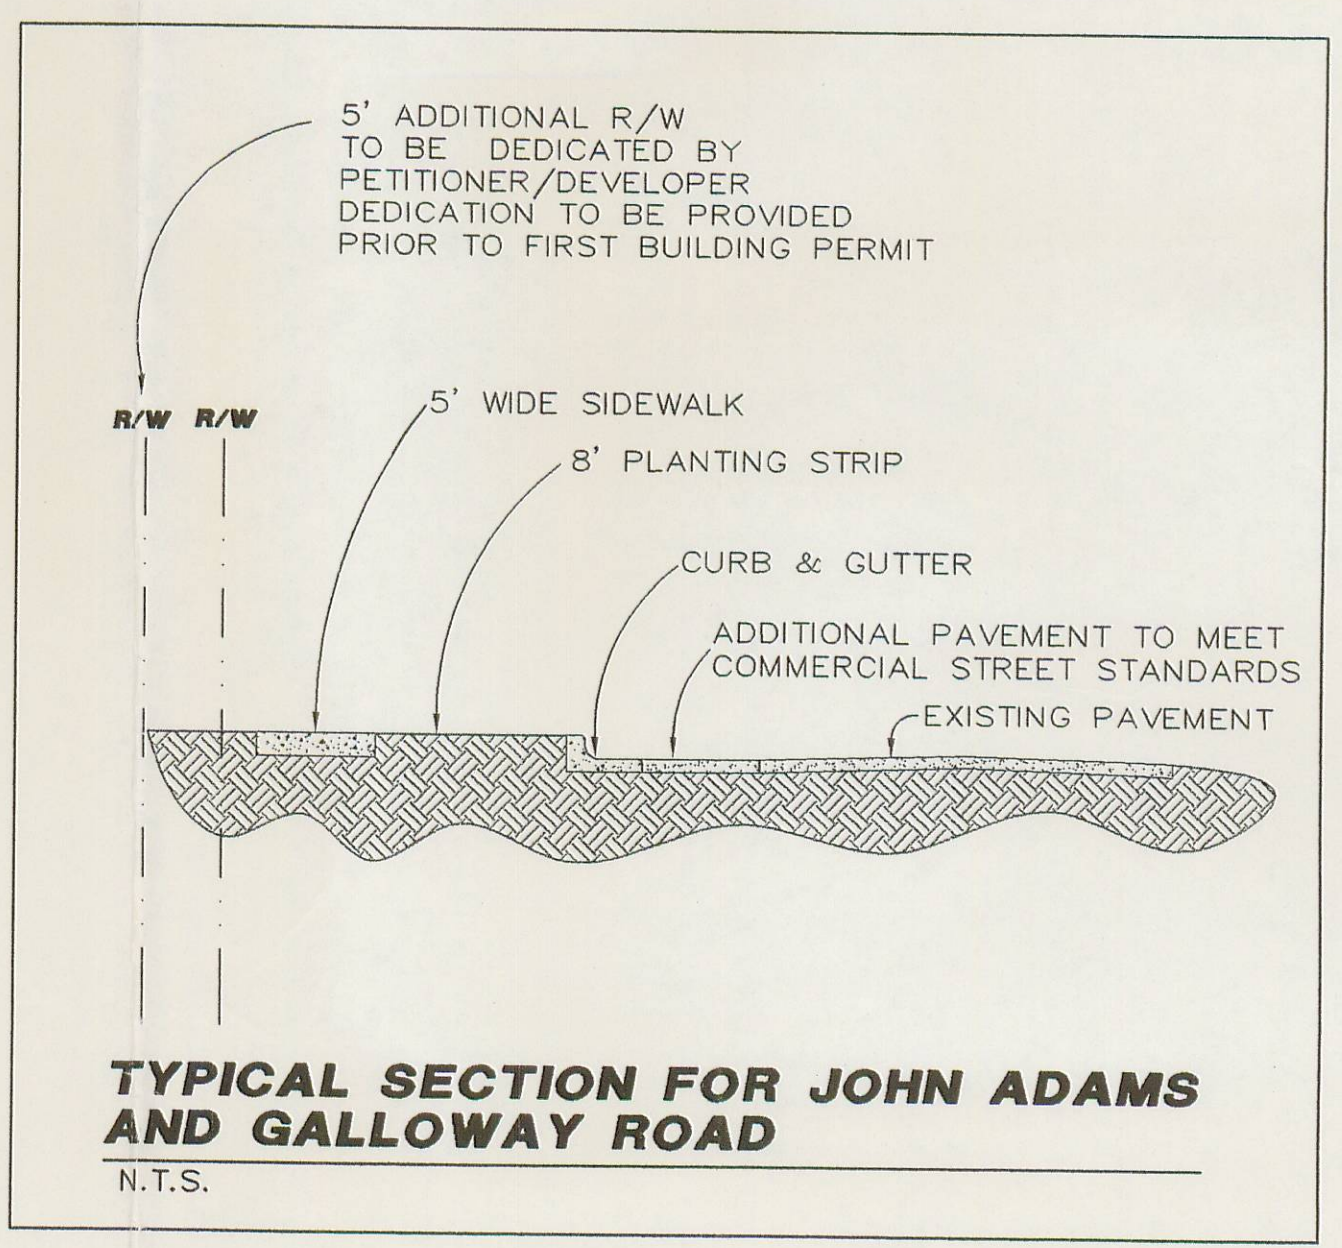 5' ADDITIONAL R/W
TO BE DEDICATED BY
PETITIONER/DEVELOPER
DEDICATION TO BE PROVIDED
PRIOR TO FIRST BUILDING PERMIT
R/W R/W
5' WIDE SIDEWALK
8' PLANTING STRIP
CURB & GUTTER
ADDITIONAL PAVEMENT TO MEET
COMMERCIAL STREET STANDARDS
EXISTING PAVEMENT
TYPICAL SECTION FOR JOHN ADAMS
AND GALLOWAY ROAD
N.T.S.